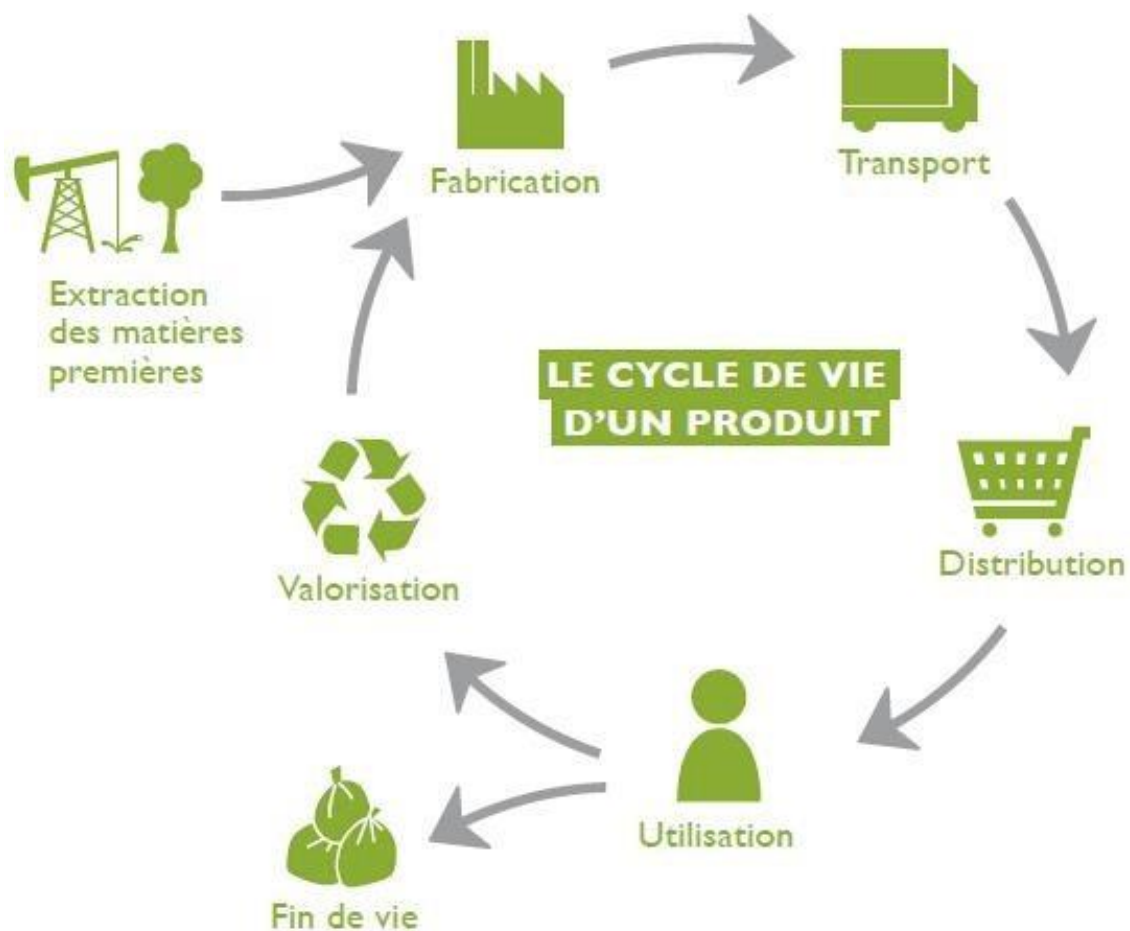 Fabrication
Transport
Extraction
des matières
premières
LE CYCLE DE VIE
D'UN PRODUIT
Distribution
Valorisation
Utilisation
Fin de vie